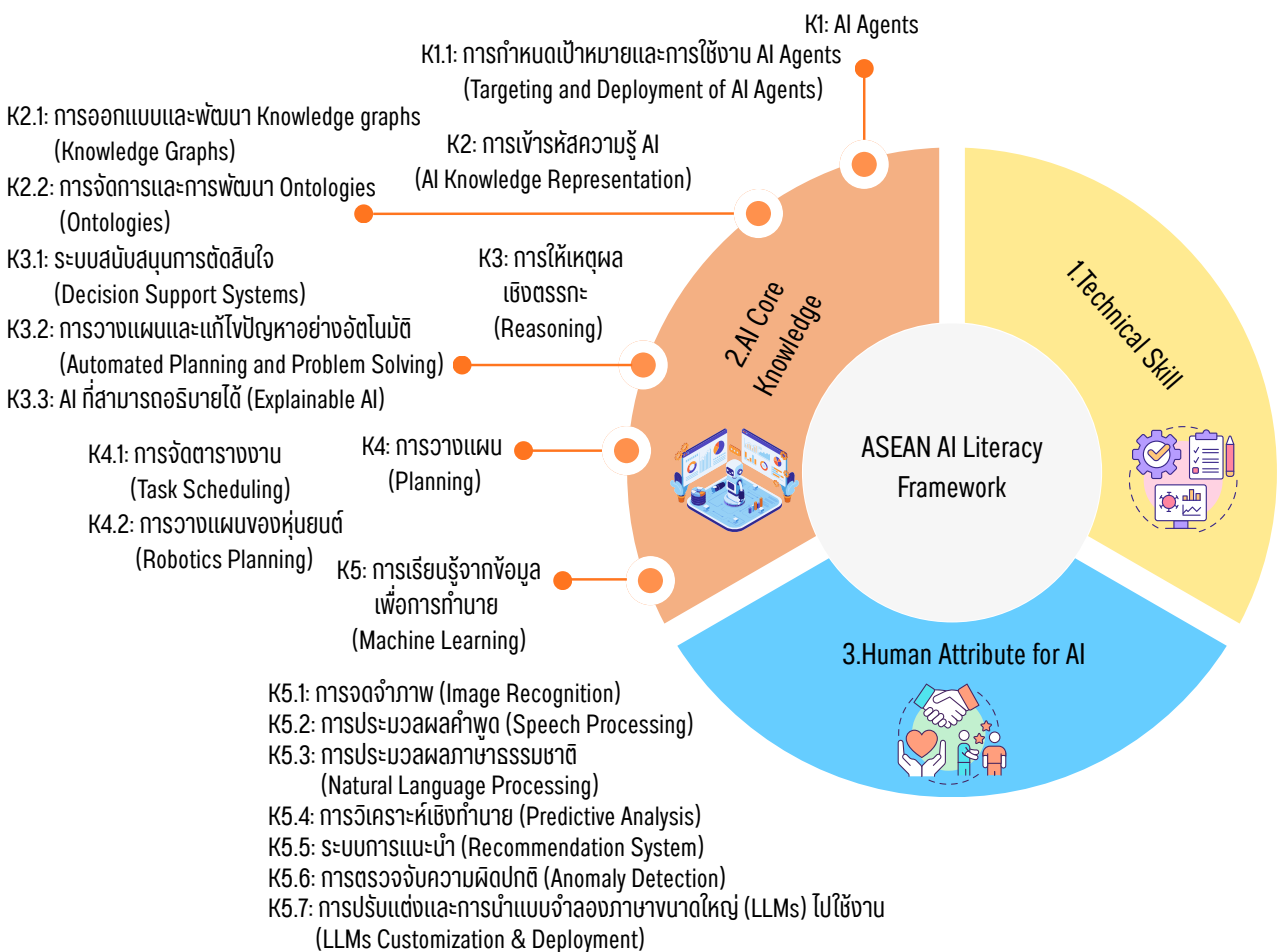 K1: AI Agents
K1.1: การกำหนดเป้าหมายและการใช้งาน AI Agents
(Targeting and Deployment of AI Agents)
K2: การเข้ารหัสความรู้ AI
(AI Knowledge Representation)
K2.1: การออกแบบและพัฒนา Knowledge graphs
(Knowledge Graphs)
K2.2: การจัดการและการพัฒนา Ontologies
(Ontologies)
K3: การให้เหตุผล
เชิงตรรกะ
(Reasoning)
K3.1: ระบบสนับสนุนการตัดสินใจ
(Decision Support Systems)
K3.2: การวางแผนและแก้ไขปัญหาอย่างอัตโนมัติ
(Automated Planning and Problem Solving)
K3.3: AI ที่สามารถอธิบายได้ (Explainable AI)
K4: การวางแผน
(Planning)
K4.1: การจัดตารางงาน
(Task Scheduling)
K4.2: การวางแผนของหุ่นยนต์
(Robotics Planning)
K5: การเรียนรู้จากข้อมูล
เพื่อการทำนาย
(Machine Learning)
K5.1: การจดจำภาพ (Image Recognition)
K5.2: การประมวลผลคำพูด (Speech Processing)
K5.3: การประมวลผลภาษาธรรมชาติ
(Natural Language Processing)
K5.4: การวิเคราะห์เชิงทำนาย (Predictive Analysis)
K5.5: ระบบการแนะนำ (Recommendation System)
K5.6: การตรวจจับความผิดปกติ (Anomaly Detection)
K5.7: การปรับแต่งและการนำแบบจำลองภาษาขนาดใหญ่ (LLMs) ไปใช้งาน
(LLMs Customization & Deployment)
1.Technical Skill
2.AI Core
Knowledge
ASEAN AI Literacy
Framework
3.Human Attribute for AI